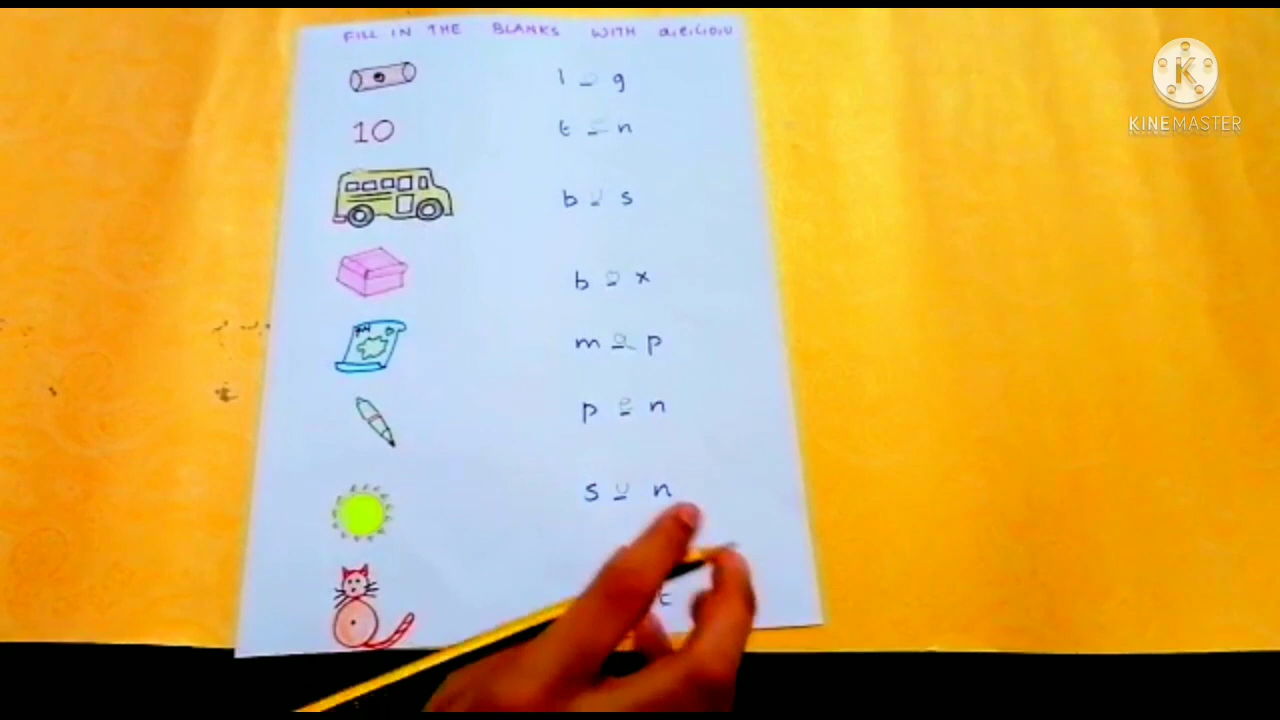 FILL IN THE BLANKS WITH a,e,i,o,u
l o g
10
t e n
b u s
b o x
m a p
p e n
s u n
t
K
KINEMASTER